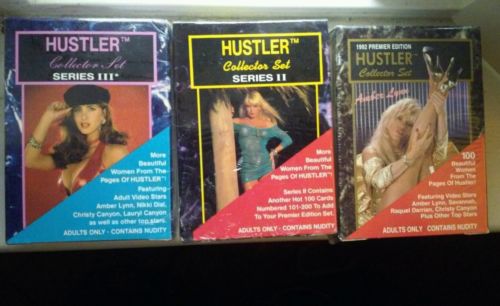 HUSTLER™
Collector Set
SERIES III*
More
Beautiful
Women From The
Pages Of HUSTLER!™
Featuring
Adult Video Stars
Amber Lynn, Nikki Dial,
Christy Canyon, Lauryl Canyon
as well as other top stars.
ADULTS ONLY - CONTAINS NUDITY
HUSTLER™
Collector Set
SERIES II
More
Beautiful
Women From The
Pages Of HUSTLER!™
Series II Contains
Another Hot 100 Cards
Numbered 101-200 To Add
To Your Premier Edition Set.
ADULTS ONLY - CONTAINS NUDITY
1992 PREMIER EDITION
HUSTLER™
Collector Set
Amber Lynn
100
Beautiful
Women
From The
Pages Of Hustler!
Featuring Video Stars
Amber Lynn, Savannah,
Raquel Darrian, Christy Canyon
Plus Other Top Stars
ADULTS ONLY - CONTAINS NUDITY